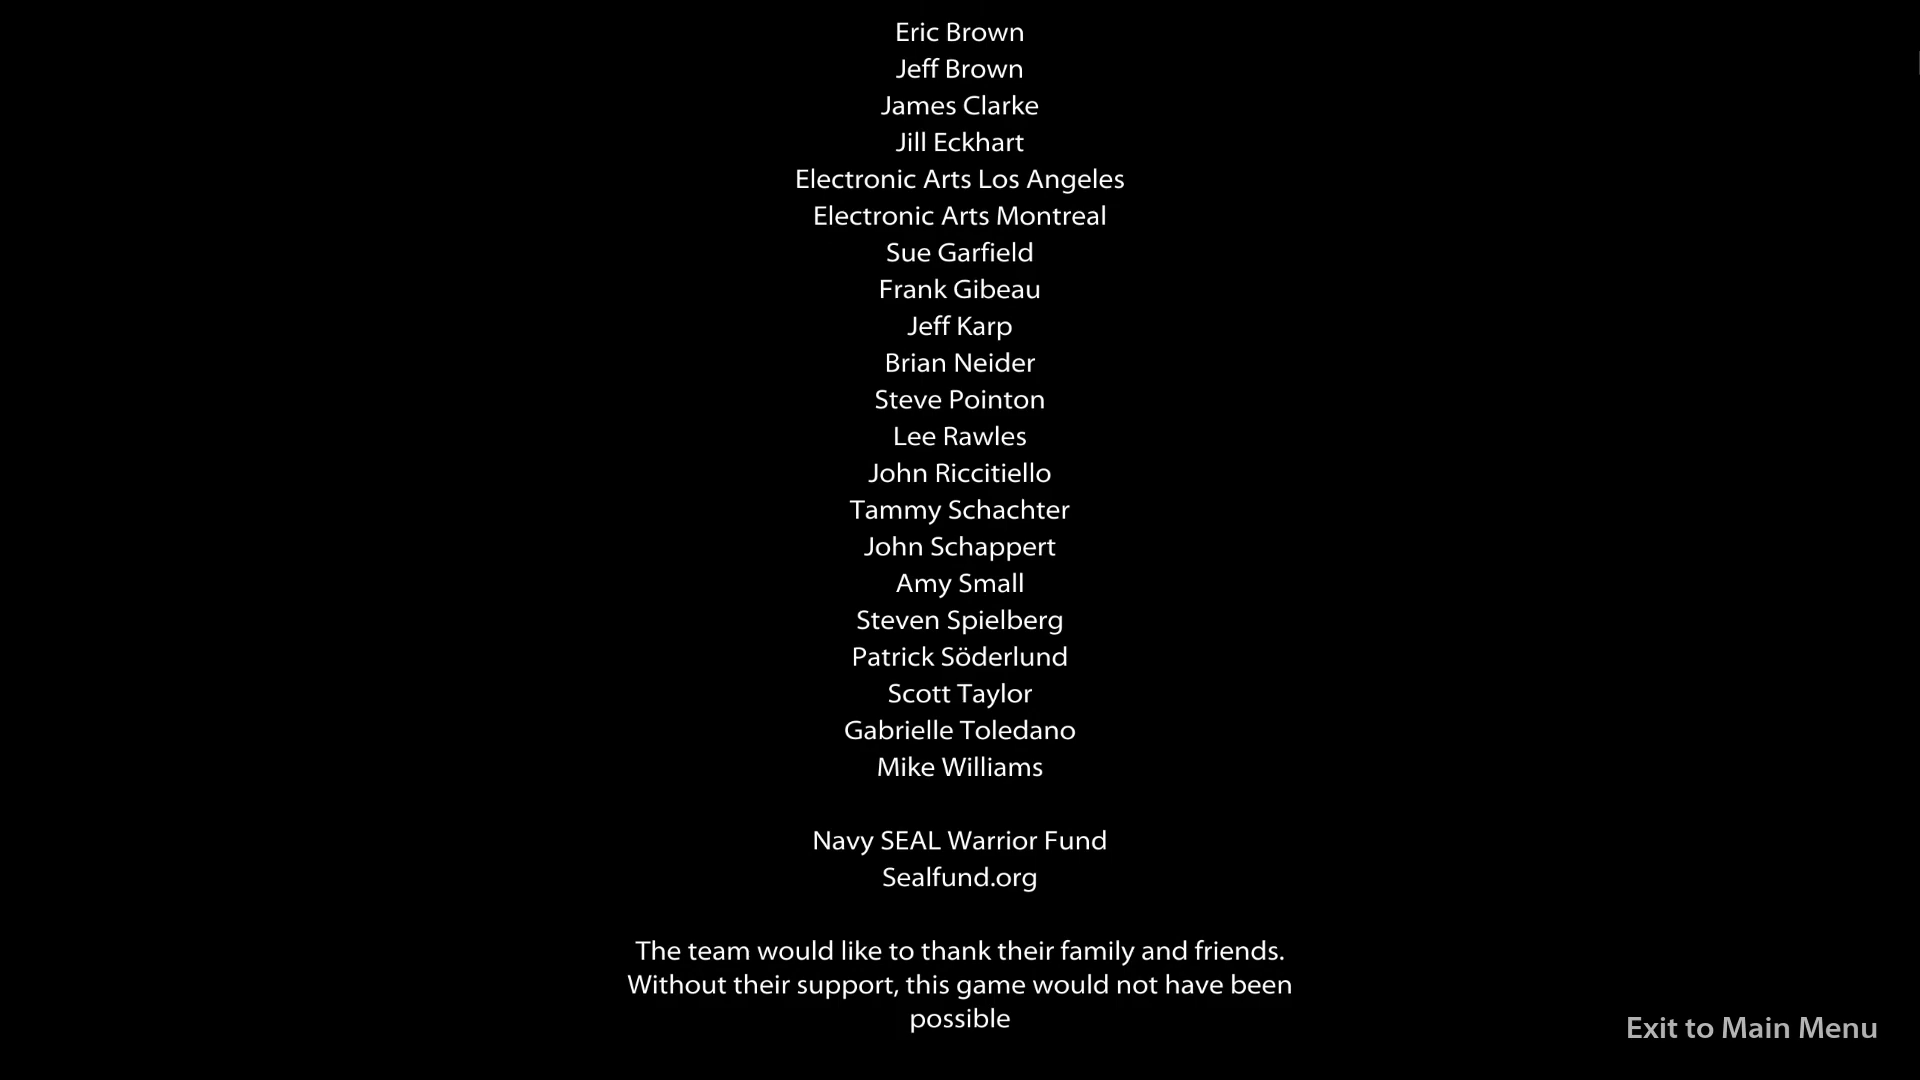 Eric Brown
Jeff Brown
James Clarke
Jill Eckhart
Electronic Arts Los Angeles
Electronic Arts Montreal
Sue Garfield
Frank Gibeau
Jeff Karp
Brian Neider
Steve Pointon
Lee Rawles
John Riccitiello
Tammy Schachter
John Schappert
Amy Small
Steven Spielberg
Patrick Söderlund
Scott Taylor
Gabrielle Toledano
Mike Williams
Navy SEAL Warrior Fund
Sealfund.org
The team would like to thank their family and friends.
Without their support, this game would not have been
possible
Exit to Main Menu